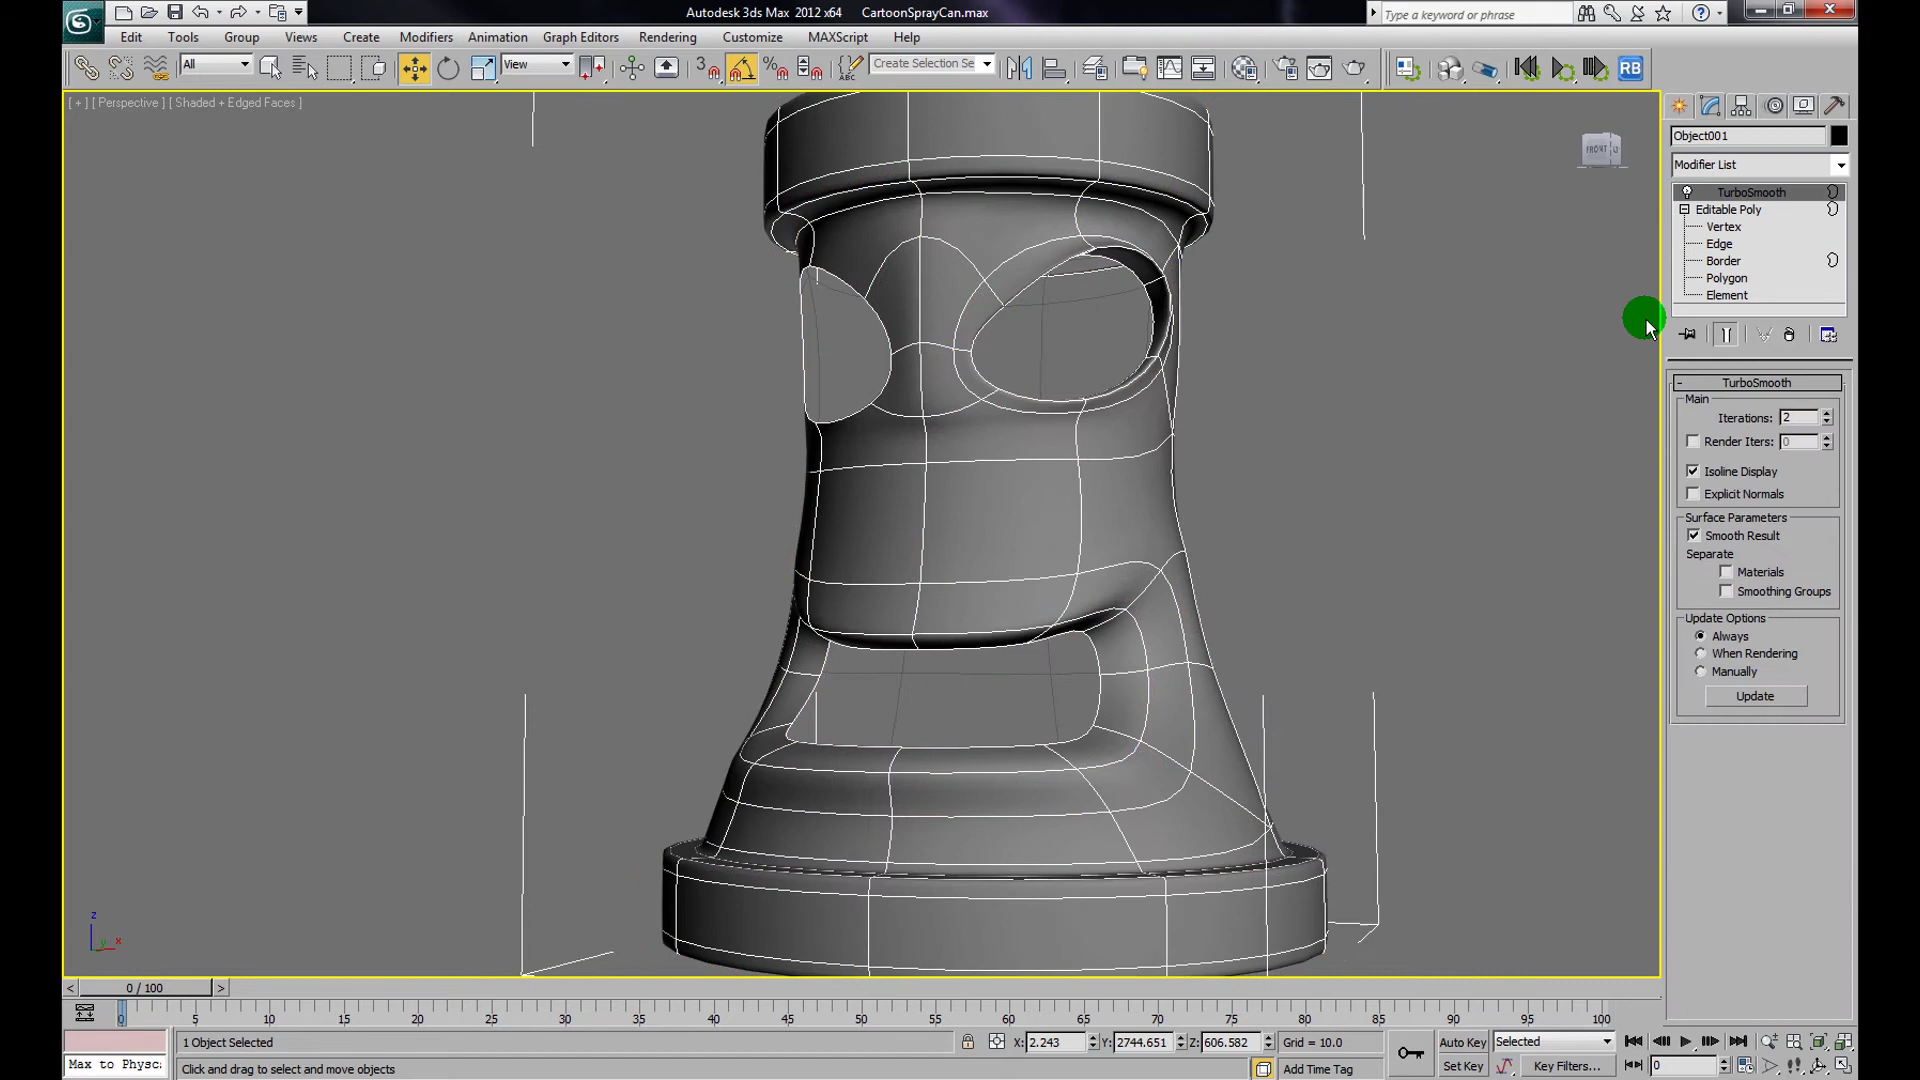 Autodesk 3ds Max 2012 x64 CartoonSprayCan.max
Type a keyword or phrase
Edit Tools Group Views Create Modifiers Animation Graph Editors Rendering Customize MAXScript Help
All View 3 Create Selection Se RB
[ + ] [ Perspective ] [ Shaded + Edged Faces ]
FRONT
Object001
Modifier List
TurboSmooth
Editable Poly
Vertex
Edge
Border
Polygon
Element
TurboSmooth
Main
Iterations: 2
Render Iters: 0
Isoline Display
Explicit Normals
Surface Parameters
Smooth Result
Separate
Materials
Smoothing Groups
Update Options
Always
When Rendering
Manually
Update
z
y x
< 0 / 100 >
0 5 10 15 20 25 30 35 40 45 50 55 60 65 70 75 80 85 90 95 100
1 Object Selected X: 2.243 Y: 2744.651 Z: 606.582 Grid = 10.0 Auto Key Selected
Max to Physc: Click and drag to select and move objects Add Time Tag Set Key Key Filters... 0